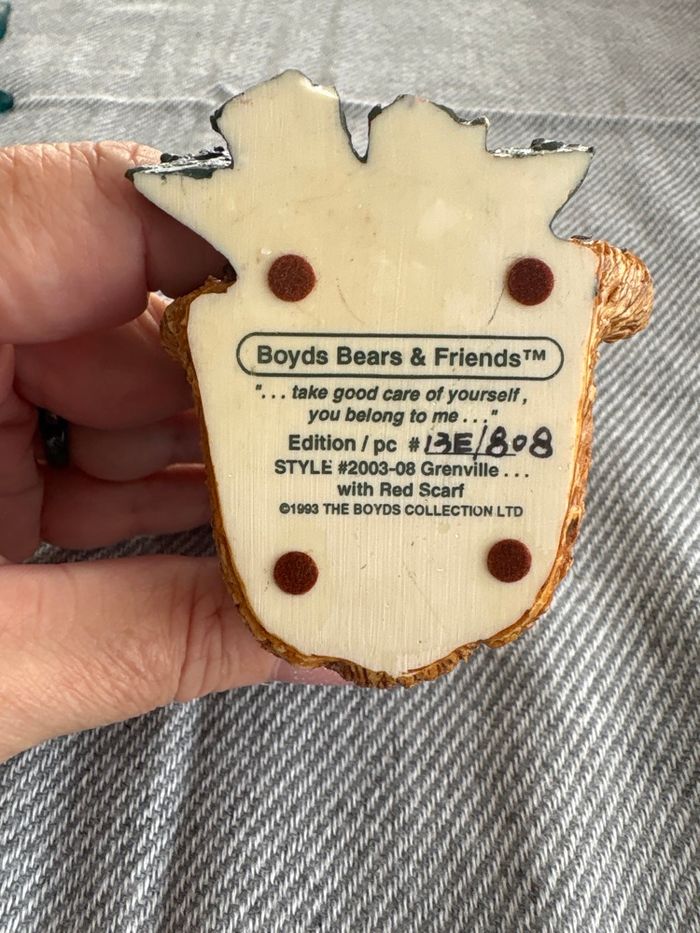 Boyds Bears & Friends™
"... take good care of yourself,
you belong to me ..."
Edition / pc # 13E/808
STYLE #2003-08 Grenville ...
with Red Scarf
©1993 THE BOYDS COLLECTION LTD